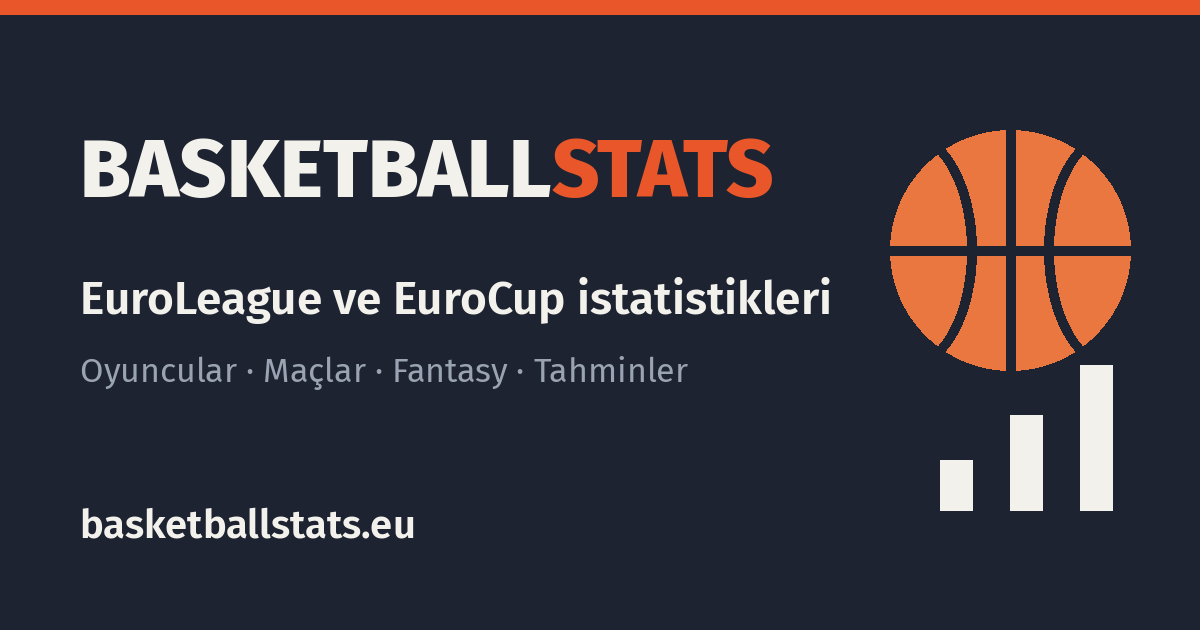 BASKETBALLSTATS
EuroLeague ve EuroCup istatistikleri
Oyuncular · Maçlar · Fantasy · Tahminler
basketballstats.eu